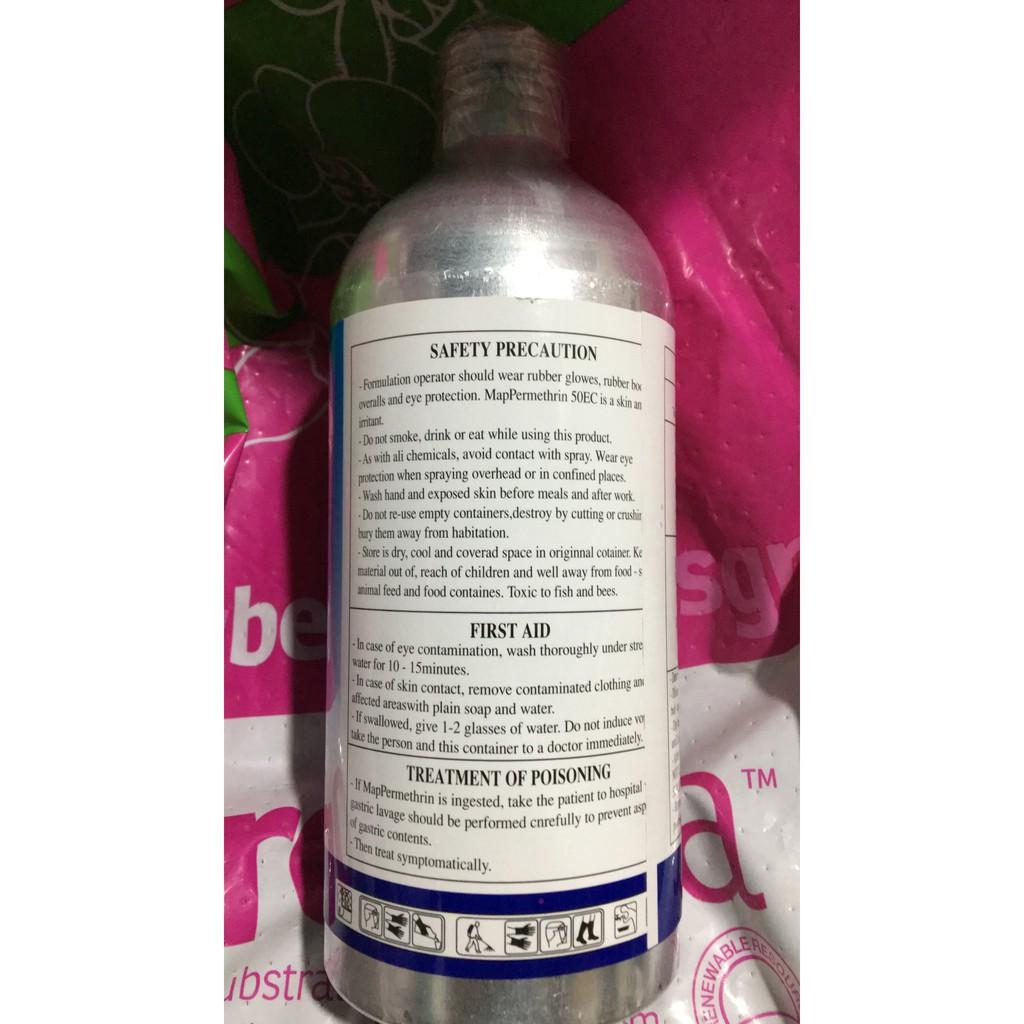 SAFETY PRECAUTION
- Formulation operator should wear rubber glowes, rubber
overalls and eye protection. MapPermethrin 50EC is a skin
irritant.
- Do not smoke, drink or eat while using this product.
- As with ali chemicals, avoid contact with spray. Wear eye
protection when spraying overhead or in confined places.
- Wash hand and exposed skin before meals and after work.
- Do not re-use empty containers,destroy by cutting or
bury them away from habitation.
- Store is dry, cool and coverad space in originnal cotainer.
material out of, reach of children and well away from food -
animal feed and food containes. Toxic to fish and bees.
FIRST AID
- In case of eye contamination, wash thoroughly under
water for 10 - 15minutes.
- In case of skin contact, remove contaminated clothing
affected areaswith plain soap and water.
- If swallowed, give 1-2 glasses of water. Do not induce
take the person and this container to a doctor immediately.
TREATMENT OF POISONING
- If MapPermethrin is ingested, take the patient to hospital
gastric lavage should be performed cnrefully to prevent
of gastric contents.
- Then treat symptomatically.
be
sgr
a™
ubstra
RENEWABLE